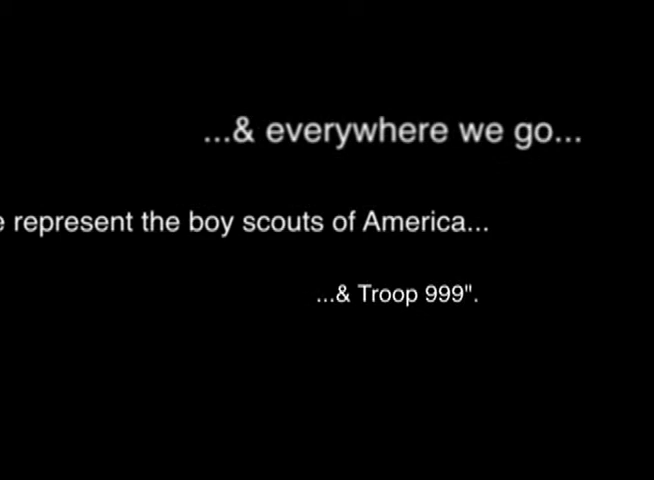 ...& everywhere we go...
e represent the boy scouts of America...
...& Troop 999".